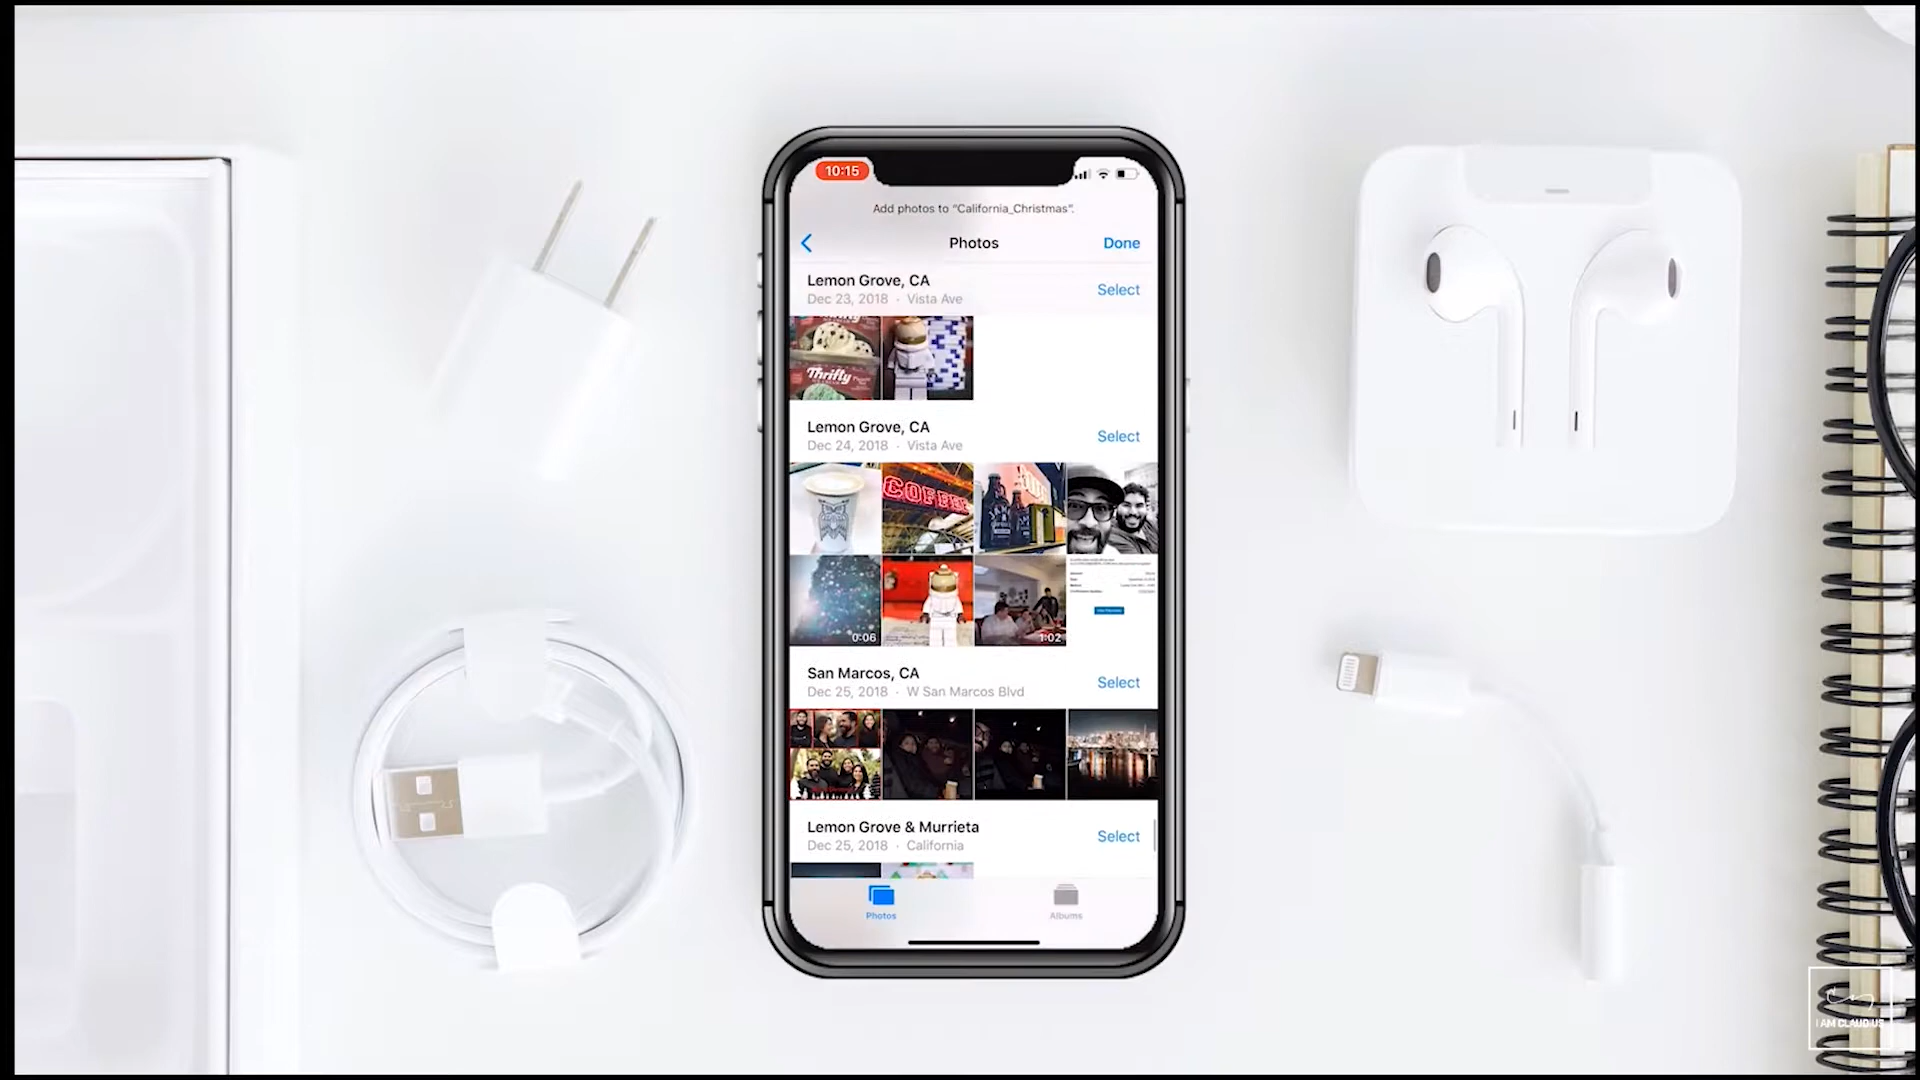 10:15
Add photos to “California_Christmas”.
Photos
Done
Lemon Grove, CA
Select
Dec 23, 2018 · Vista Ave
Thrifty
Lemon Grove, CA
Select
Dec 24, 2018 · Vista Ave
COFFEE
0:06
1:02
San Marcos, CA
Select
Dec 25, 2018 · W San Marcos Blvd
Lemon Grove & Murrieta
Select
Dec 25, 2018 · California
Photos
Albums
I AM CLAUDIUS